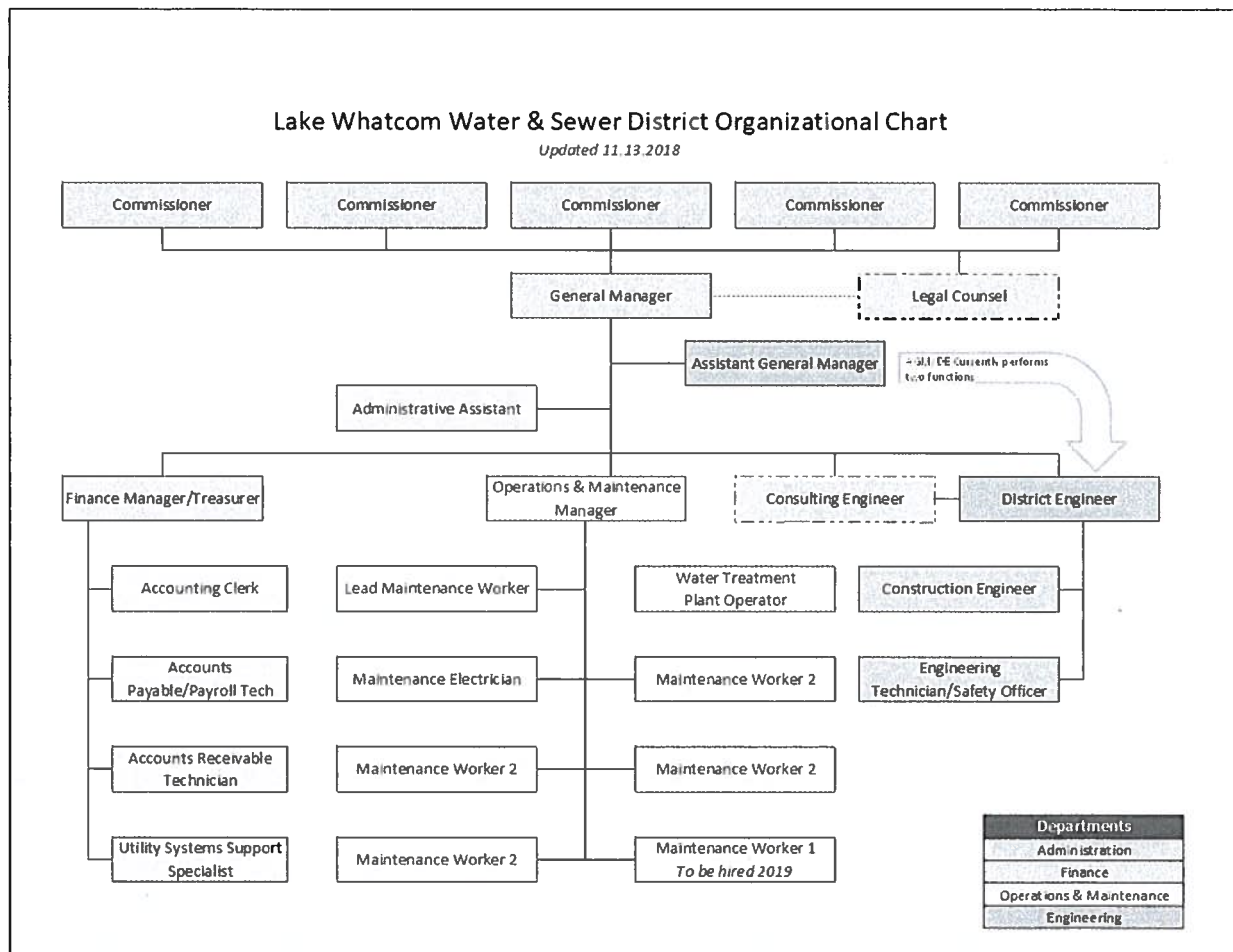 Lake Whatcom Water & Sewer District Organizational Chart
Updated 11.13.2018
Commissioner
Commissioner
Commissioner
Commissioner
Commissioner
General Manager
Legal Counsel
Assistant General Manager
Currently performs
two functions
Administrative Assistant
Finance Manager/Treasurer
Operations & Maintenance
Manager
Consulting Engineer
District Engineer
Accounting Clerk
Lead Maintenance Worker
Water Treatment
Plant Operator
Construction Engineer
Accounts
Payable/Payroll Tech
Maintenance Electrician
Maintenance Worker 2
Engineering
Technician/Safety Officer
Accounts Receivable
Technician
Maintenance Worker 2
Maintenance Worker 2
Utility Systems Support
Specialist
Maintenance Worker 2
Maintenance Worker 1
To be hired 2019
Departments
Administration
Finance
Operations & Maintenance
Engineering